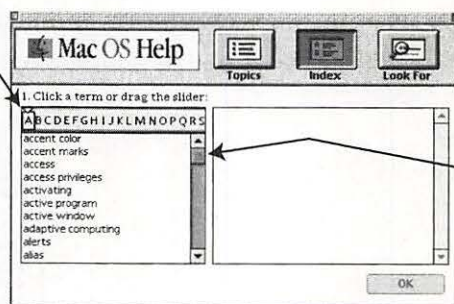 Mac OS Help
Topics
Index
Look For
1. Click a term or drag the slider:
A B C D E F G H I J K L M N O P Q R S
accent color
accent marks
access
access privileges
activating
active program
active window
adaptive computing
alerts
alias
OK